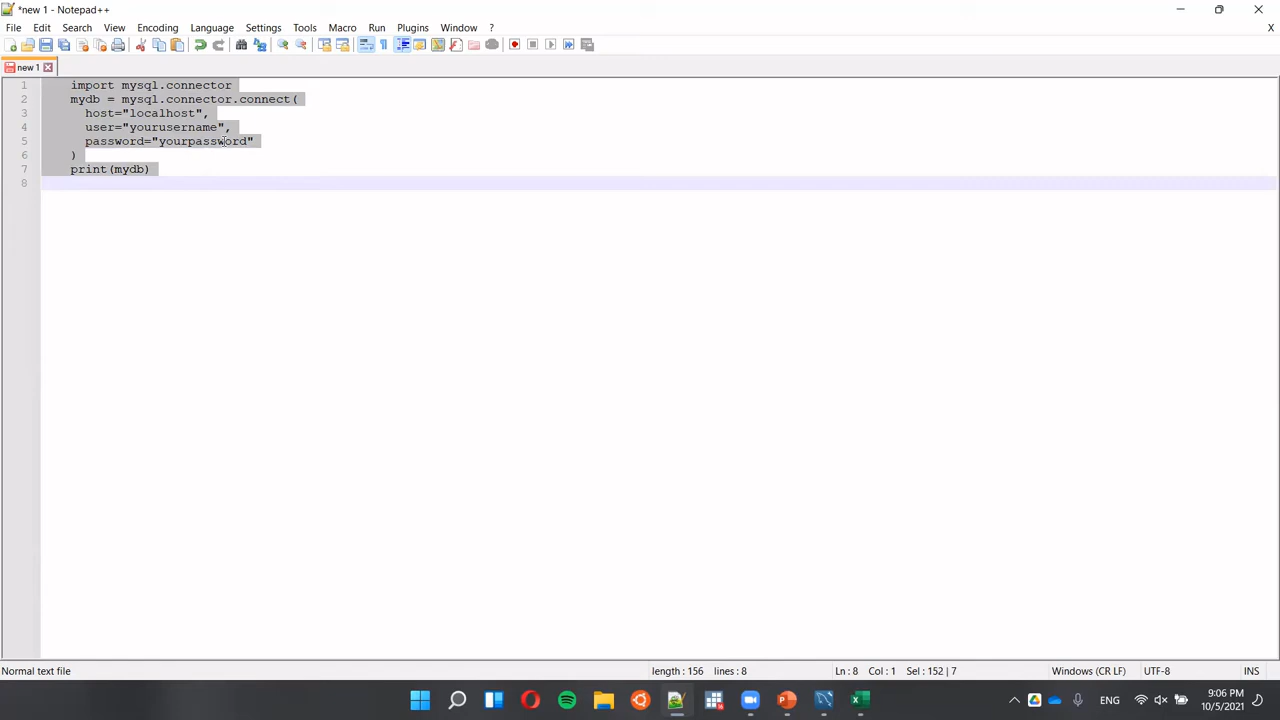 *new 1 - Notepad++
File Edit Search View Encoding Language Settings Tools Macro Run Plugins Window ? X
new 1
1 import mysql.connector
2 mydb = mysql.connector.connect(
3 host="localhost",
4 user="yourusername",
5 password="yourpassword"
6 )
7 print(mydb)
8
Normal text file length : 156 lines : 8 Ln : 8 Col : 1 Sel : 152 | 7 Windows (CR LF) UTF-8 INS
ENG 9:06 PM
10/5/2021